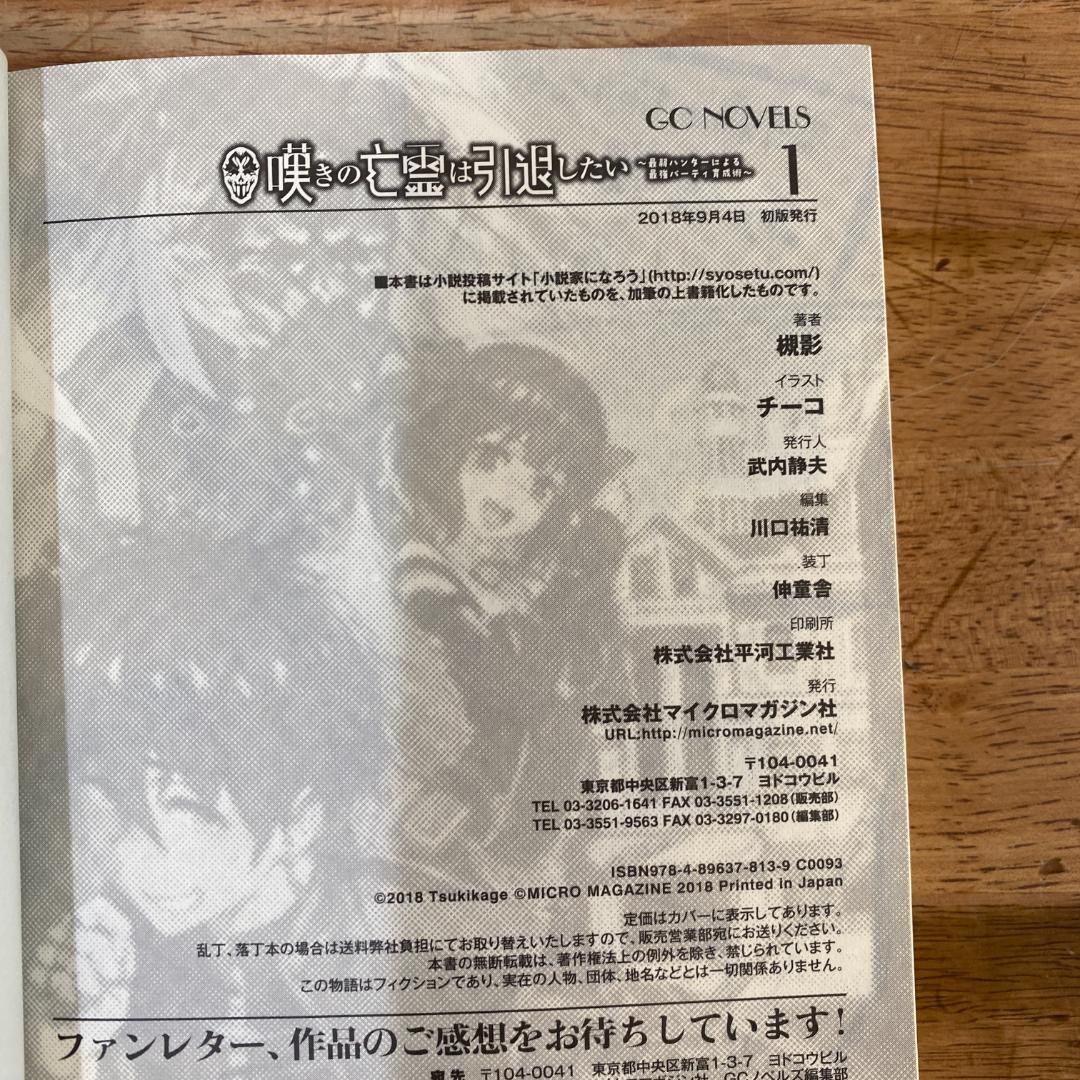 GC NOVELS
嘆きの亡霊は引退したい ～最弱ハンターによる最強パーティ育成術～ 1
2018年9月4日 初版発行
■本書は小説投稿サイト「小説家になろう」(http://syosetu.com/)
に掲載されていたものを、加筆の上書籍化したものです。
著者
槻影
イラスト
チーコ
発行人
武内静夫
編集
川口祐清
装丁
伸童舎
印刷所
株式会社平河工業社
発行
株式会社マイクロマガジン社
URL:http://micromagazine.net/
〒104-0041
東京都中央区新富1-3-7 ヨドコウビル
TEL 03-3206-1641 FAX 03-3551-1208(販売部)
TEL 03-3551-9563 FAX 03-3297-0180(編集部)
ISBN978-4-89637-813-9 C0093
©2018 Tsukikage ©MICRO MAGAZINE 2018 Printed in Japan
定価はカバーに表示してあります。
乱丁、落丁本の場合は送料弊社負担にてお取り替えいたしますので、販売営業部宛にお送りください。
本書の無断転載は、著作権法上の例外を除き、禁じられています。
この物語はフィクションであり、実在の人物、団体、地名などとは一切関係ありません。
ファンレター、作品のご感想をお待ちしています！
宛先 〒104-0041 東京都中央区新富1-3-7 ヨドコウビル
GCノベルズ編集部